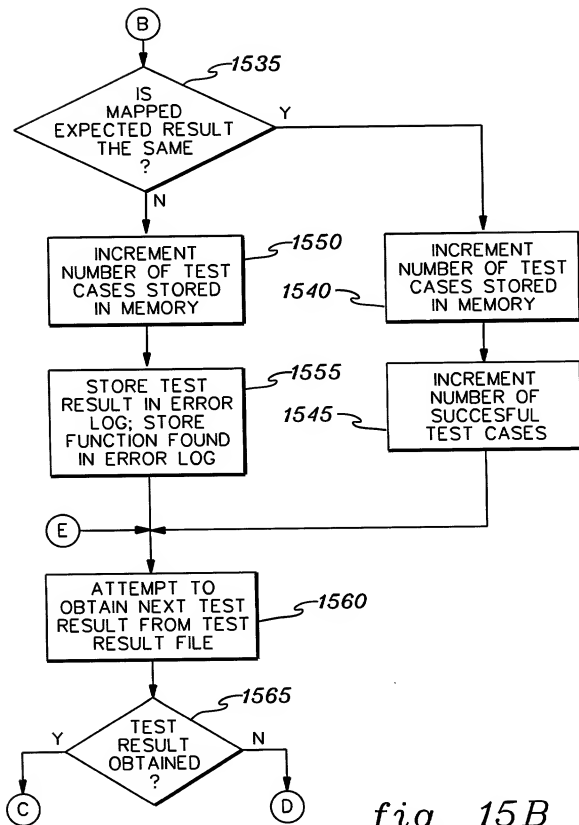 B
1535
IS
MAPPED
EXPECTED RESULT
THE SAME
?
Y
N
INCREMENT
NUMBER OF TEST
CASES STORED
IN MEMORY
1550
INCREMENT
NUMBER OF TEST
CASES STORED
IN MEMORY
1540
STORE TEST
RESULT IN ERROR
LOG; STORE
FUNCTION FOUND
IN ERROR LOG
1555
INCREMENT
NUMBER OF
SUCCESFUL
TEST CASES
1545
E
ATTEMPT TO
OBTAIN NEXT TEST
RESULT FROM TEST
RESULT FILE
1560
1565
TEST
RESULT
OBTAINED
?
Y
N
C
D
fig. 15B